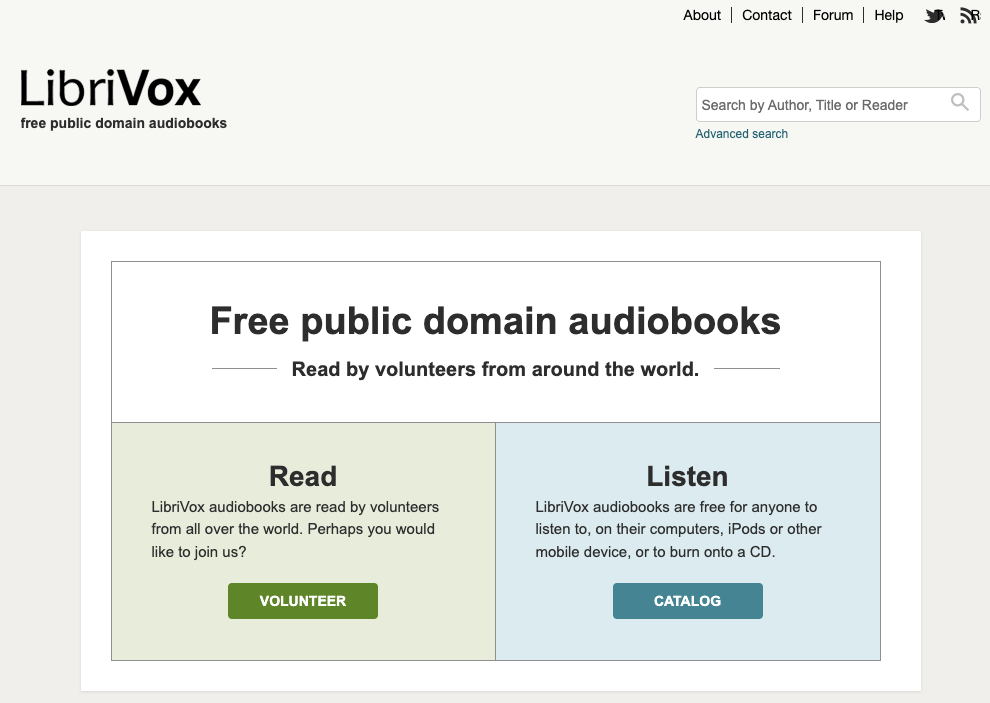 About
Contact
Forum
Help
LibriVox
free public domain audiobooks
Search by Author, Title or Reader
Advanced search
Free public domain audiobooks
Read by volunteers from around the world.
Read
LibriVox audiobooks are read by volunteers
from all over the world. Perhaps you would
like to join us?
VOLUNTEER
Listen
LibriVox audiobooks are free for anyone to
listen to, on their computers, iPods or other
mobile device, or to burn onto a CD.
CATALOG